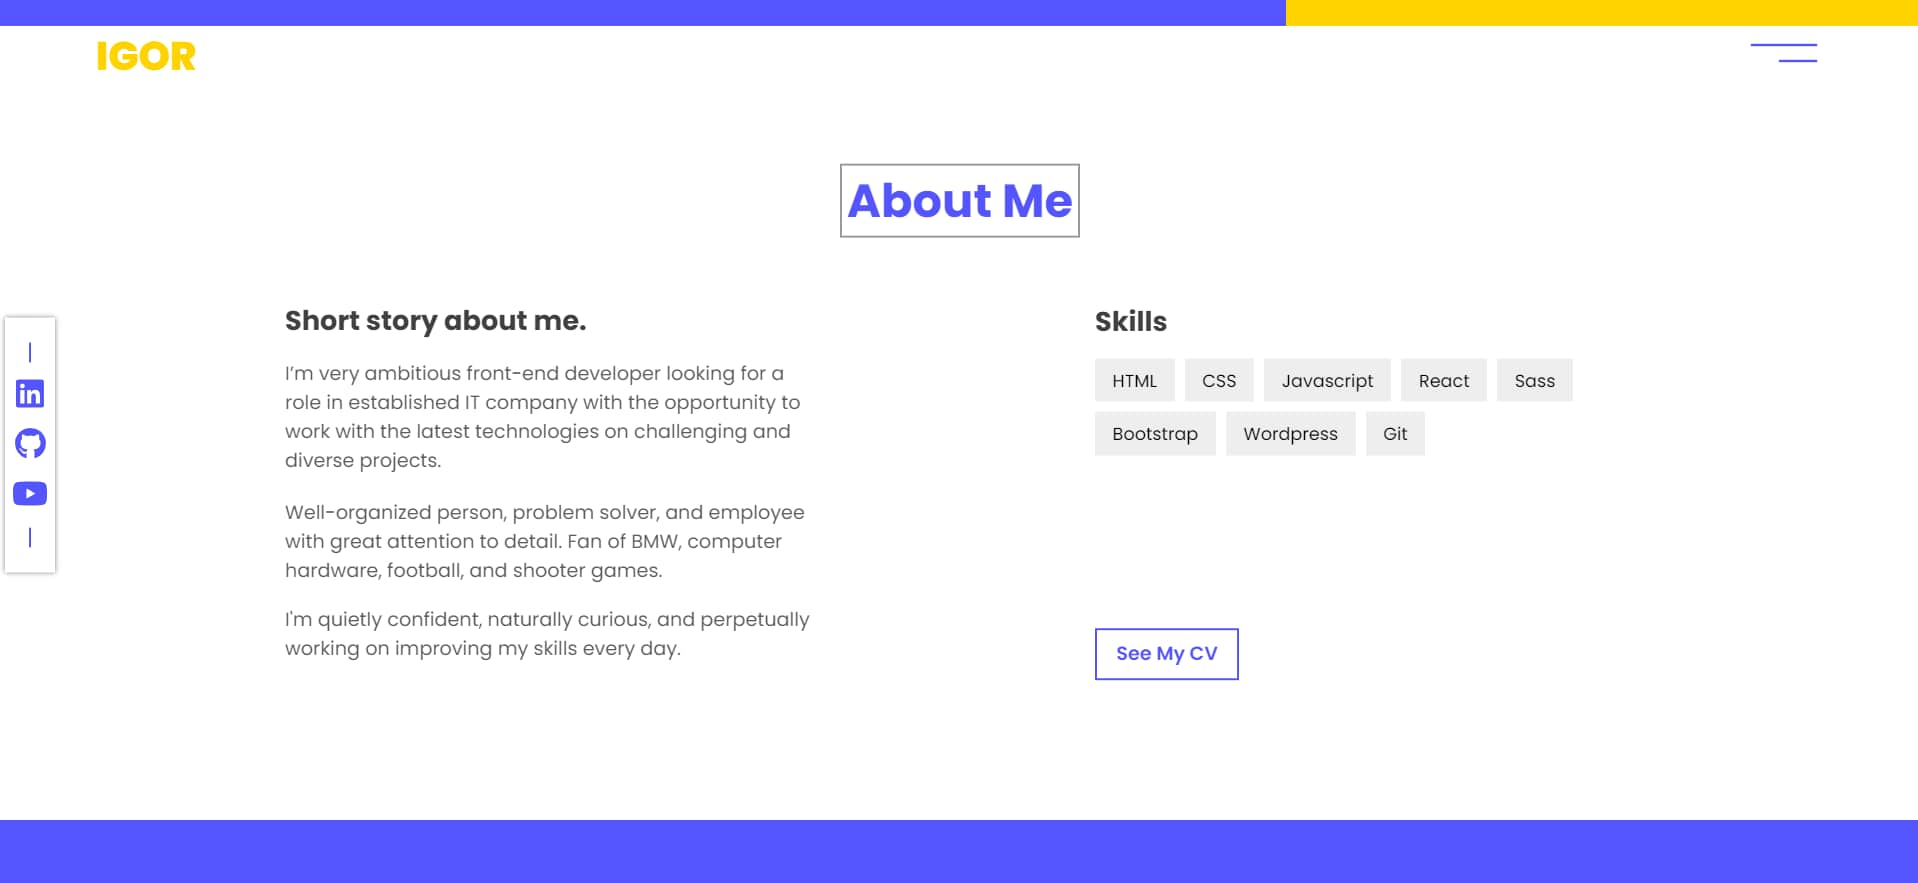 IGOR
About Me
Short story about me.
I’m very ambitious front-end developer looking for a
role in established IT company with the opportunity to
work with the latest technologies on challenging and
diverse projects.
Well-organized person, problem solver, and employee
with great attention to detail. Fan of BMW, computer
hardware, football, and shooter games.
I'm quietly confident, naturally curious, and perpetually
working on improving my skills every day.
Skills
HTML CSS Javascript React Sass
Bootstrap Wordpress Git
See My CV